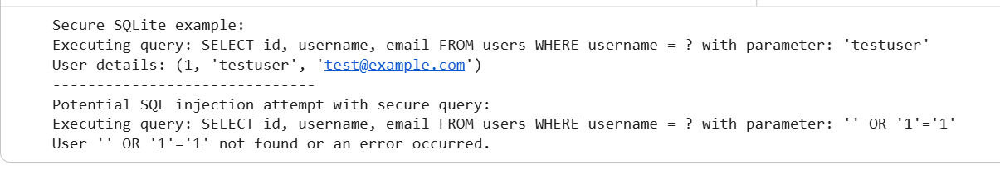 Secure SQLite example:
Executing query: SELECT id, username, email FROM users WHERE username = ? with parameter: 'testuser'
User details: (1, 'testuser', 'test@example.com')
------------------------------
Potential SQL injection attempt with secure query:
Executing query: SELECT id, username, email FROM users WHERE username = ? with parameter: '' OR '1'='1'
User '' OR '1'='1' not found or an error occurred.